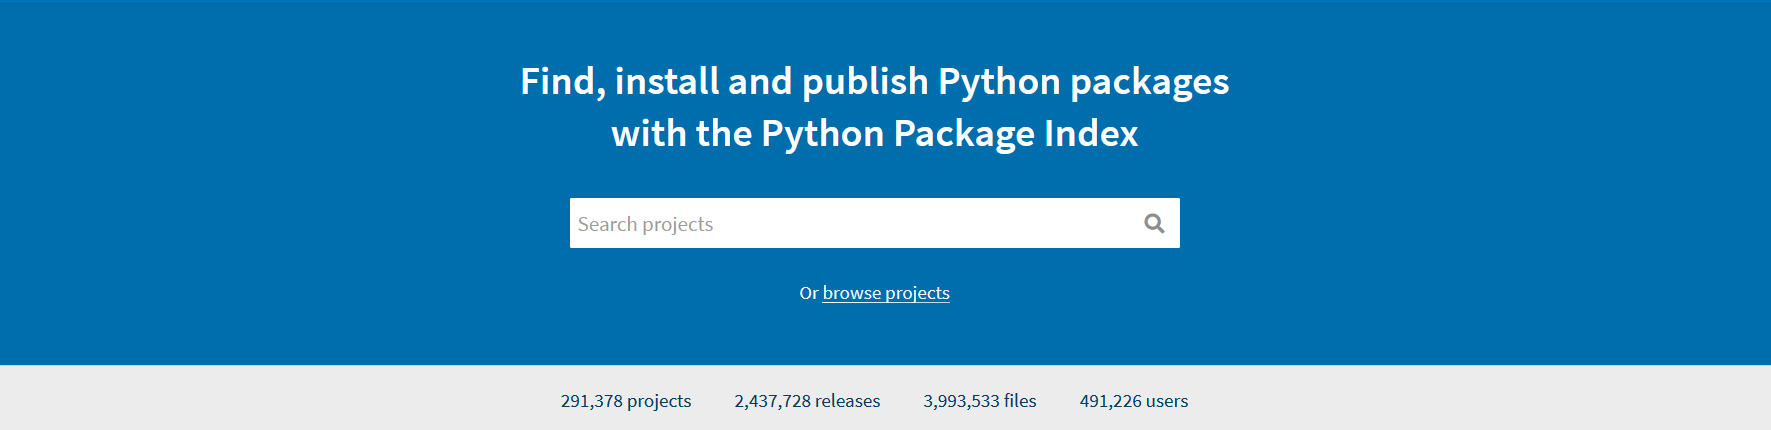 Find, install and publish Python packages
with the Python Package Index
Search projects
Or browse projects
291,378 projects 2,437,728 releases 3,993,533 files 491,226 users